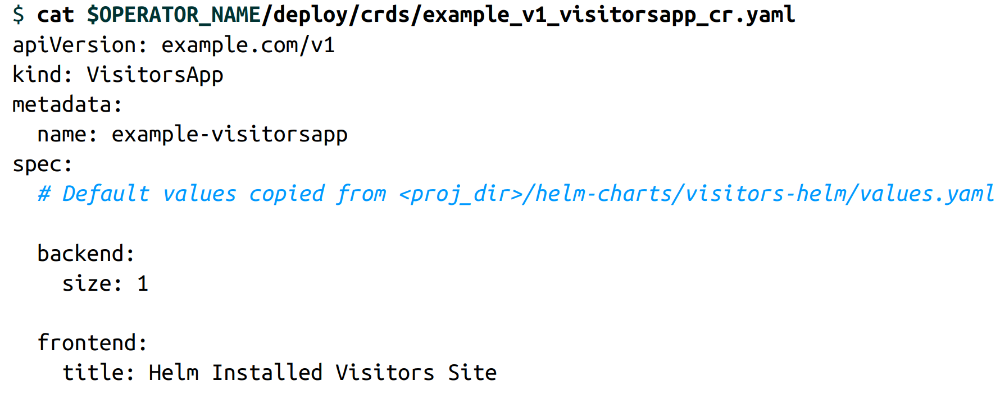 $ cat $OPERATOR_NAME/deploy/crds/example_v1_visitorsapp_cr.yaml
apiVersion: example.com/v1
kind: VisitorsApp
metadata:
  name: example-visitorsapp
spec:
  # Default values copied from <proj_dir>/helm-charts/visitors-helm/values.yaml

  backend:
    size: 1

  frontend:
    title: Helm Installed Visitors Site